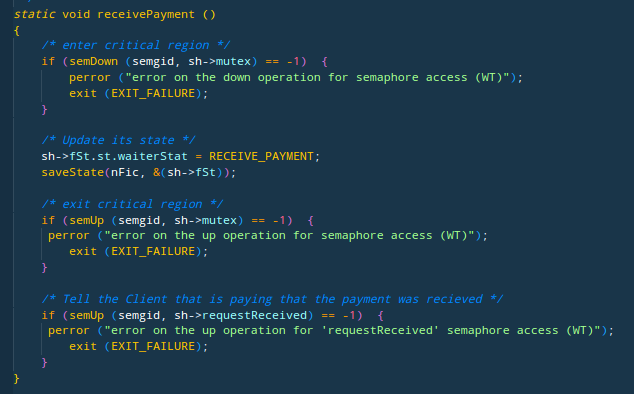 static void receivePayment ()
{
    /* enter critical region */
    if (semDown (semgid, sh->mutex) == -1)  {
        perror ("error on the down operation for semaphore access (WT)");
        exit (EXIT_FAILURE);
    }
    /* Update its state */
    sh->fSt.st.waiterStat = RECEIVE_PAYMENT;
    saveState(nFic, &(sh->fSt));
    /* exit critical region */
    if (semUp (semgid, sh->mutex) == -1)  {
     perror ("error on the up operation for semaphore access (WT)");
        exit (EXIT_FAILURE);
    }
    /* Tell the Client that is paying that the payment was recieved */
    if (semUp (semgid, sh->requestReceived) == -1)  {
     perror ("error on the up operation for 'requestReceived' semaphore access (WT)");
        exit (EXIT_FAILURE);
    }
}